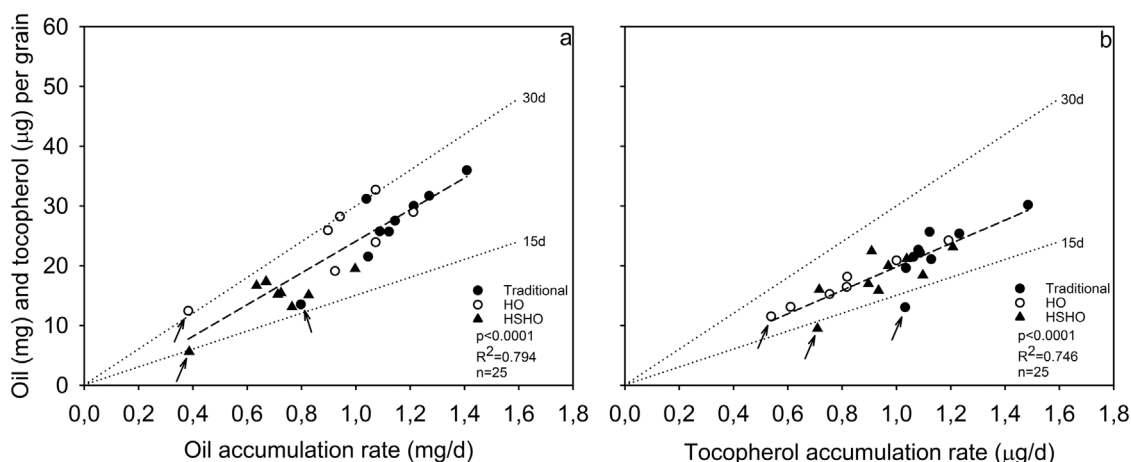 Oil (mg) and tocopherol (µg) per grain
60
50
40
30
20
10
0
a
30d
15d
Traditional
HO
HSHO
p<0.0001
R²=0.794
n=25
0,0 0,2 0,4 0,6 0,8 1,0 1,2 1,4 1,6 1,8
Oil accumulation rate (mg/d)
b
30d
15d
Traditional
HO
HSHO
p<0.0001
R²=0.746
n=25
0,0 0,2 0,4 0,6 0,8 1,0 1,2 1,4 1,6 1,8
Tocopherol accumulation rate (µg/d)